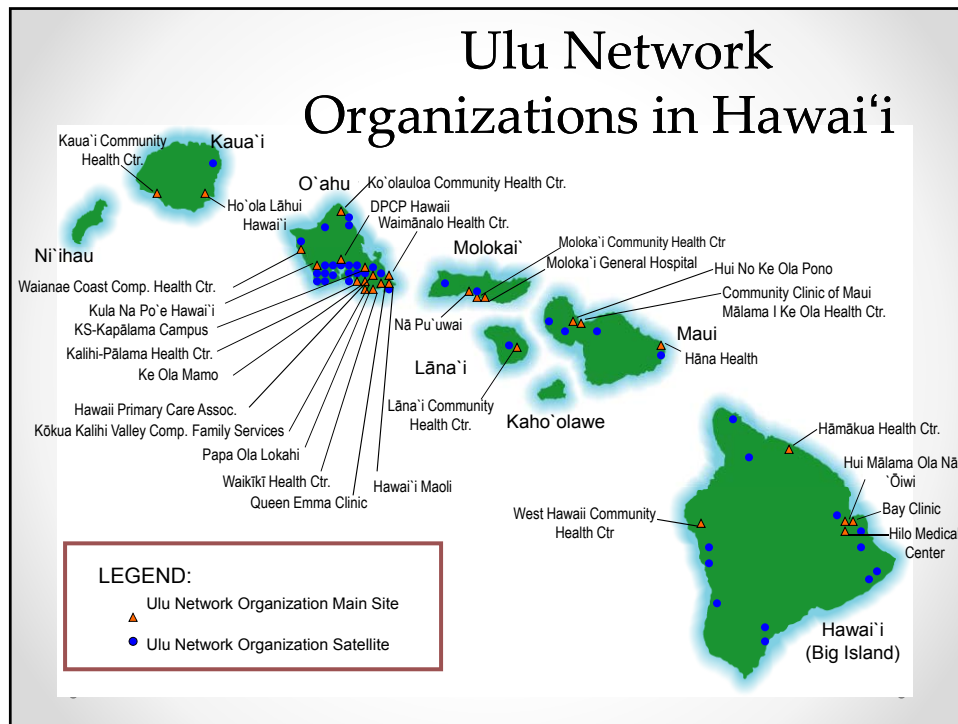 Ulu Network
Organizations in Hawai‘i
Kaua`i Community
Health Ctr.
Kaua`i
Ho`ola Lāhui
Hawai`i
Ni`ihau
O`ahu
Ko`olauloa Community Health Ctr.
DPCP Hawaii
Waimānalo Health Ctr.
Waianae Coast Comp. Health Ctr.
Kula Na Po`e Hawai`i
KS-Kapālama Campus
Kalihi-Pālama Health Ctr.
Ke Ola Mamo
Hawaii Primary Care Assoc.
Kōkua Kalihi Valley Comp. Family Services
Papa Ola Lokahi
Waikīkī Health Ctr.
Queen Emma Clinic
Hawai`i Maoli
Molokai`
Moloka`i Community Health Ctr
Moloka`i General Hospital
Nā Pu`uwai
Lāna`i
Lāna`i Community
Health Ctr.
Kaho`olawe
Hui No Ke Ola Pono
Community Clinic of Maui
Mālama I Ke Ola Health Ctr.
Maui
Hāna Health
Hāmākua Health Ctr.
Hui Mālama Ola Nā
`Ōiwi
Bay Clinic
Hilo Medical
Center
West Hawaii Community
Health Ctr
Hawai`i
(Big Island)
LEGEND:
Ulu Network Organization Main Site
Ulu Network Organization Satellite